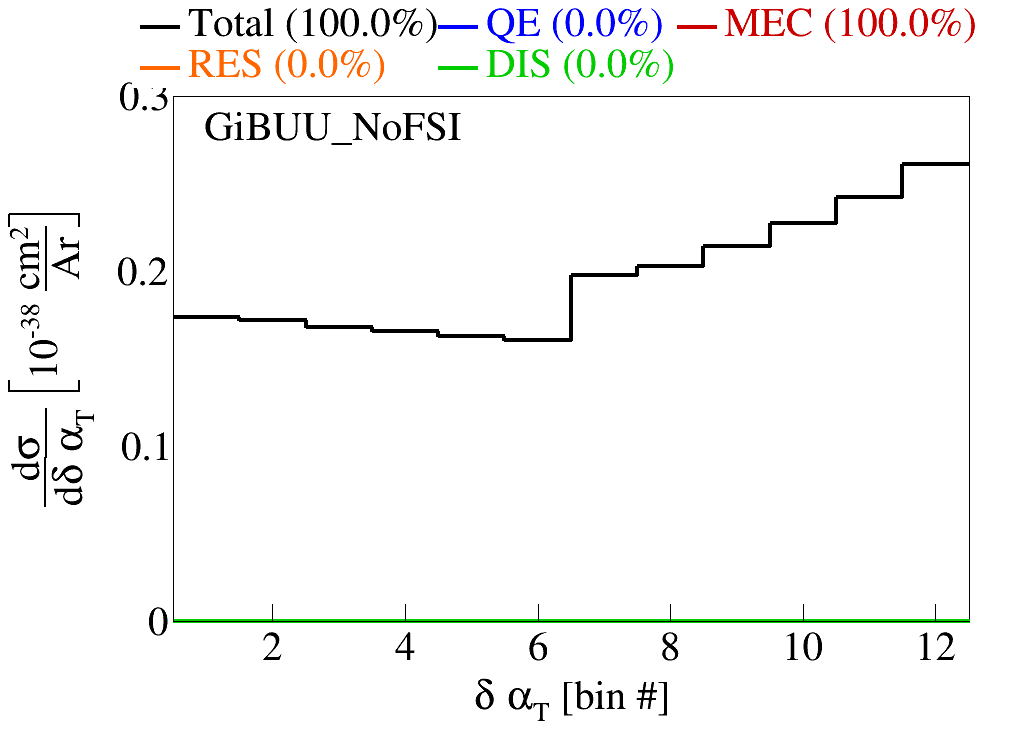 Total (100.0%) QE (0.0%) MEC (100.0%)
RES (0.0%) DIS (0.0%)
0.3
GiBUU_NoFSI
0.2
0.1
0
2 4 6 8 10 12
δ α_T [bin #]
dσ
dδ α_T
[10^-38 cm^2
Ar]